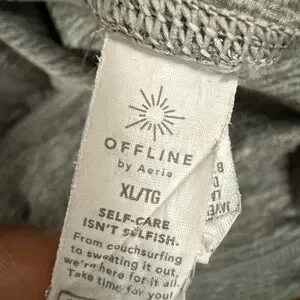 OFFLINE
by Aerie
XL/TG
SELF-CARE
ISN'T SELFISH.
From couchsurfing
to sweating it out,
we're here for it all.
Take time for you!